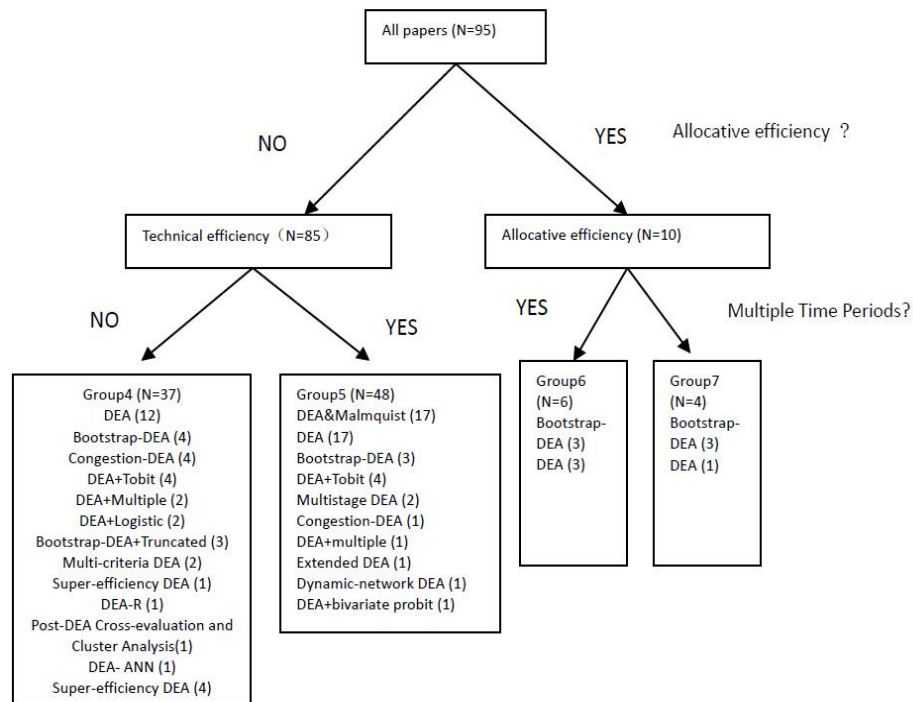 All papers (N=95)
NO
YES
Allocative efficiency ？
Technical efficiency（N=85）
Allocative efficiency (N=10)
NO
YES
YES
Multiple Time Periods?
Group4 (N=37)
DEA (12)
Bootstrap-DEA (4)
Congestion-DEA (4)
DEA+Tobit (4)
DEA+Multiple (2)
DEA+Logistic (2)
Bootstrap-DEA+Truncated (3)
Multi-criteria DEA (2)
Super-efficiency DEA (1)
DEA-R (1)
Post-DEA Cross-evaluation and
Cluster Analysis(1)
DEA- ANN (1)
Super-efficiency DEA (4)
Group5 (N=48)
DEA&Malmquist (17)
DEA (17)
Bootstrap-DEA (3)
DEA+Tobit (4)
Multistage DEA (2)
Congestion-DEA (1)
DEA+multiple (1)
Extended DEA (1)
Dynamic-network DEA (1)
DEA+bivariate probit (1)
Group6
(N=6)
Bootstrap-
DEA (3)
DEA (3)
Group7
(N=4)
Bootstrap-
DEA (3)
DEA (1)